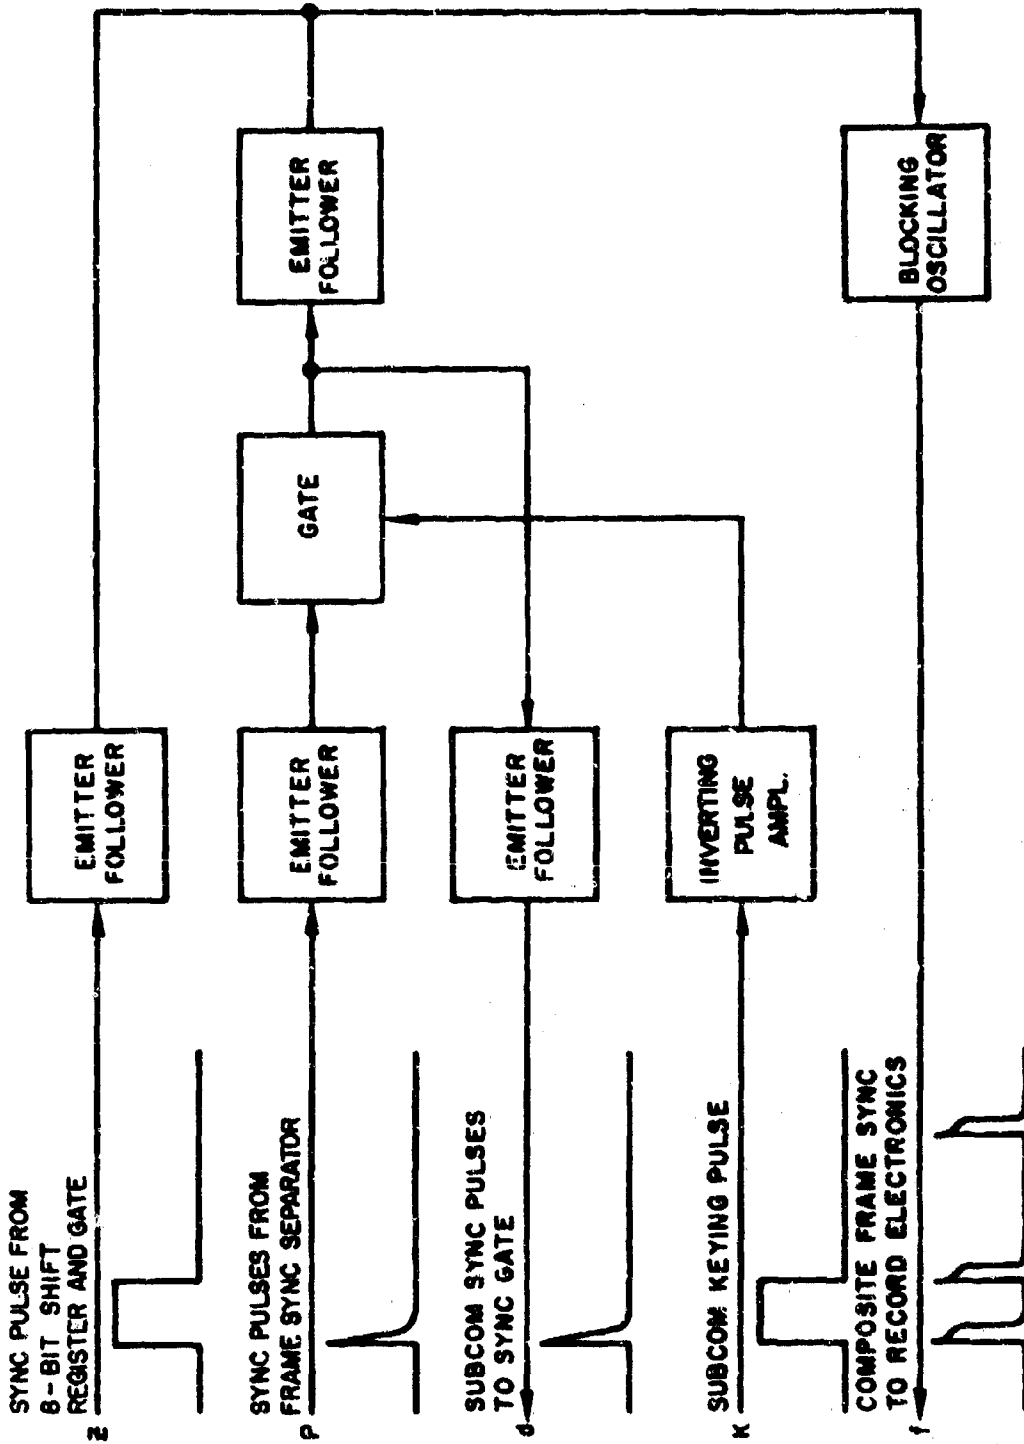 SYNC PULSE FROM
8-BIT SHIFT
REGISTER AND GATE
Z
EMITTER
FOLLOWER
SYNC PULSES FROM
FRAME SYNC SEPARATOR
P
EMITTER
FOLLOWER
GATE
EMITTER
FOLLOWER
SUBCOM SYNC PULSES
TO SYNC GATE
d
EMITTER
FOLLOWER
SUBCOM KEYING PULSE
K
INVERTING
PULSE
AMPL.
COMPOSITE FRAME SYNC
TO RECORD ELECTRONICS
f
BLOCKING
OSCILLATOR